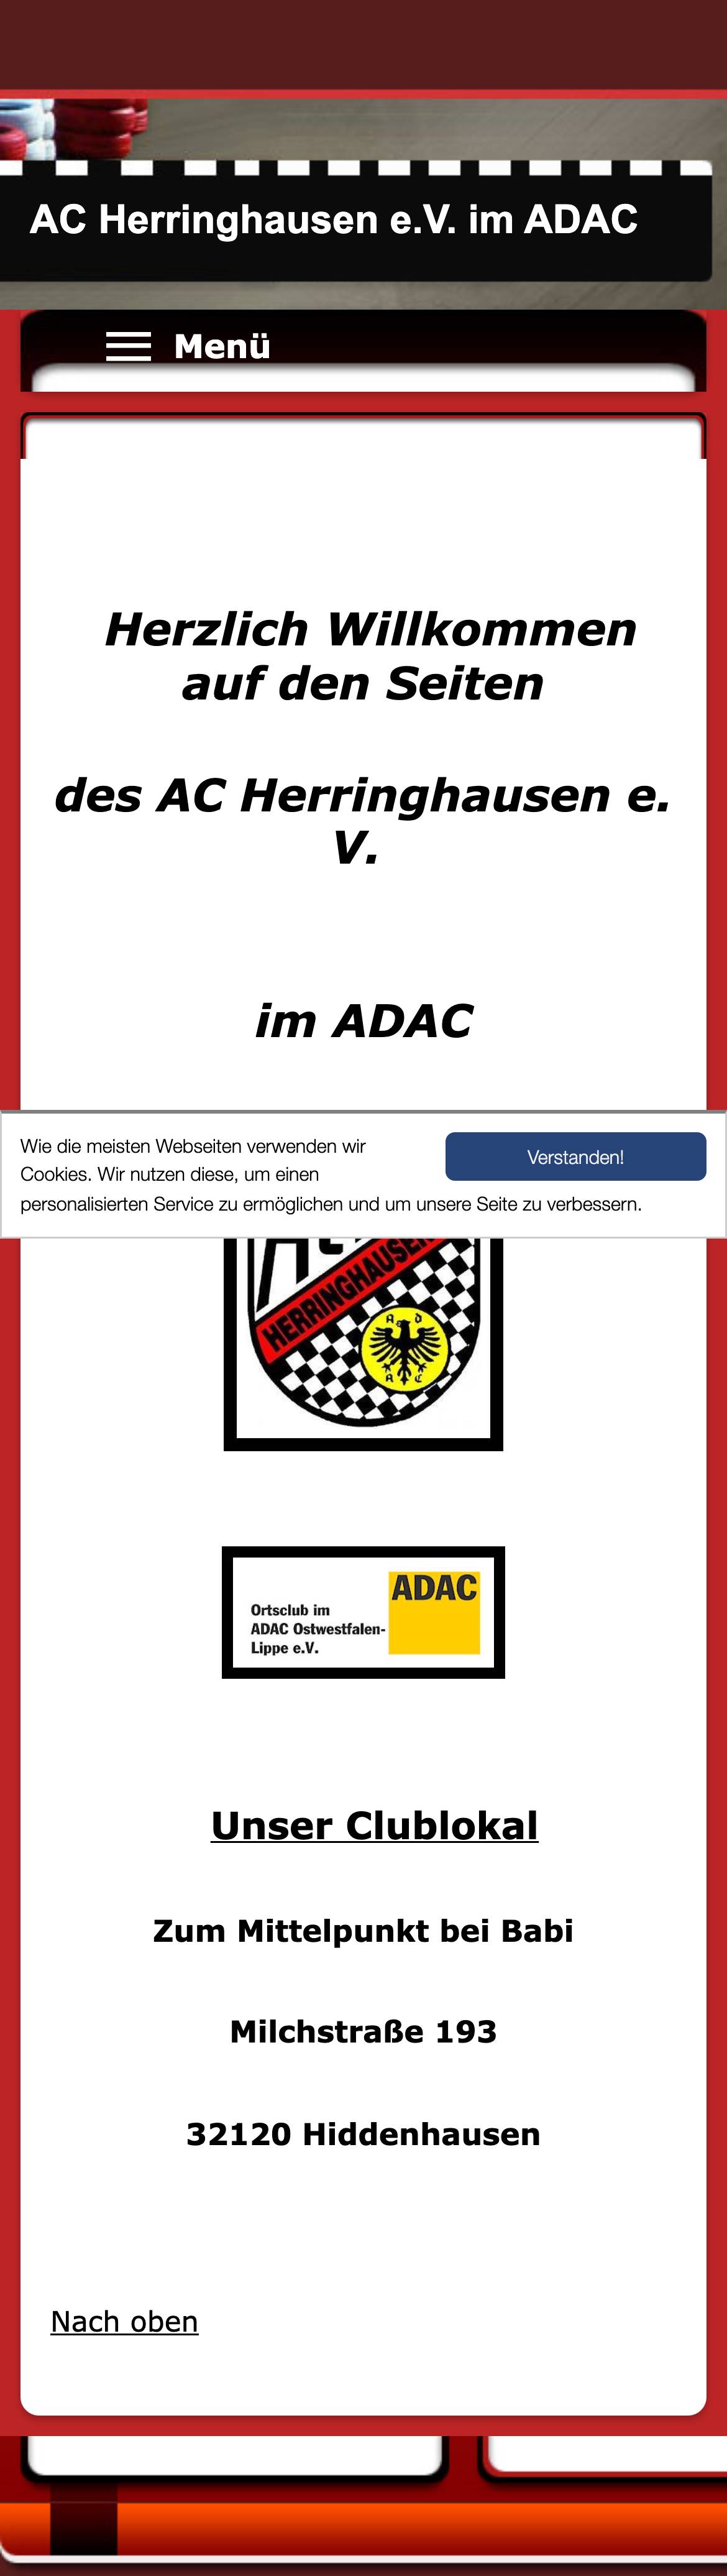 AC Herringhausen e.V. im ADAC
Menü
Herzlich Willkommen
auf den Seiten
des AC Herringhausen e.
V.
im ADAC
Wie die meisten Webseiten verwenden wir
Cookies. Wir nutzen diese, um einen
personalisierten Service zu ermöglichen und um unsere Seite zu verbessern.
Verstanden!
HERRINGHAUSEN
A D
A C
ADAC
Ortsclub im
ADAC Ostwestfalen-
Lippe e.V.
Unser Clublokal
Zum Mittelpunkt bei Babi
Milchstraße 193
32120 Hiddenhausen
Nach oben